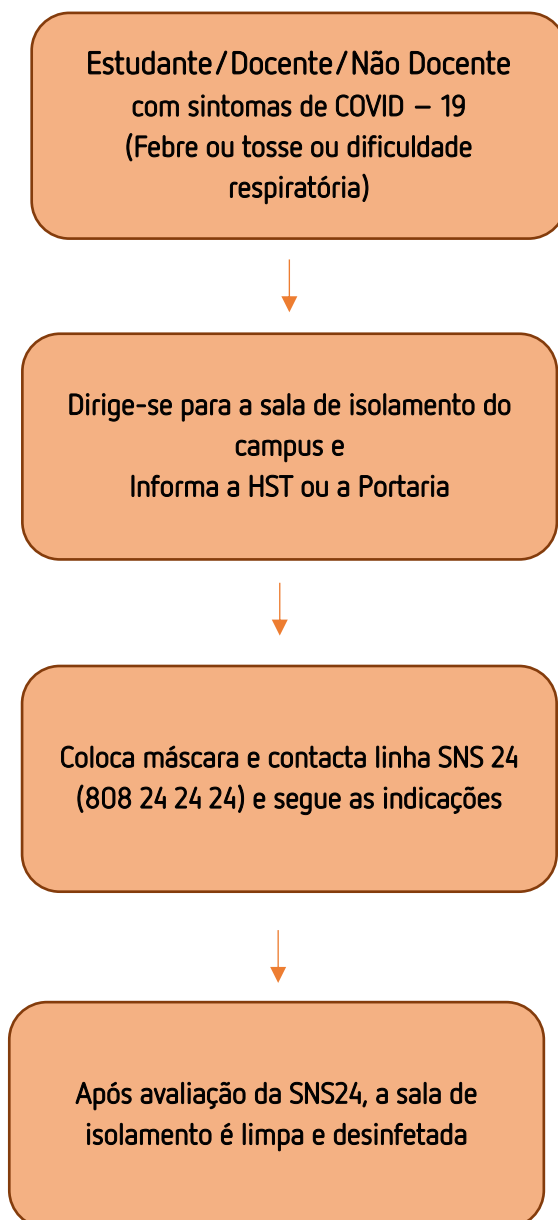 Estudante/Docente/Não Docente
com sintomas de COVID – 19
(Febre ou tosse ou dificuldade
respiratória)
Dirige-se para a sala de isolamento do
campus e
Informa a HST ou a Portaria
Coloca máscara e contacta linha SNS 24
(808 24 24 24) e segue as indicações
Após avaliação da SNS24, a sala de
isolamento é limpa e desinfetada